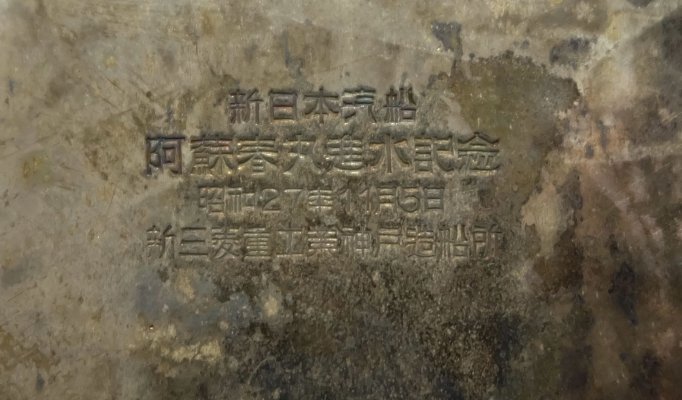 新日本汽船
阿蘇春丸進水記念
昭和27年11月5日
新三菱重工業神戸造船所